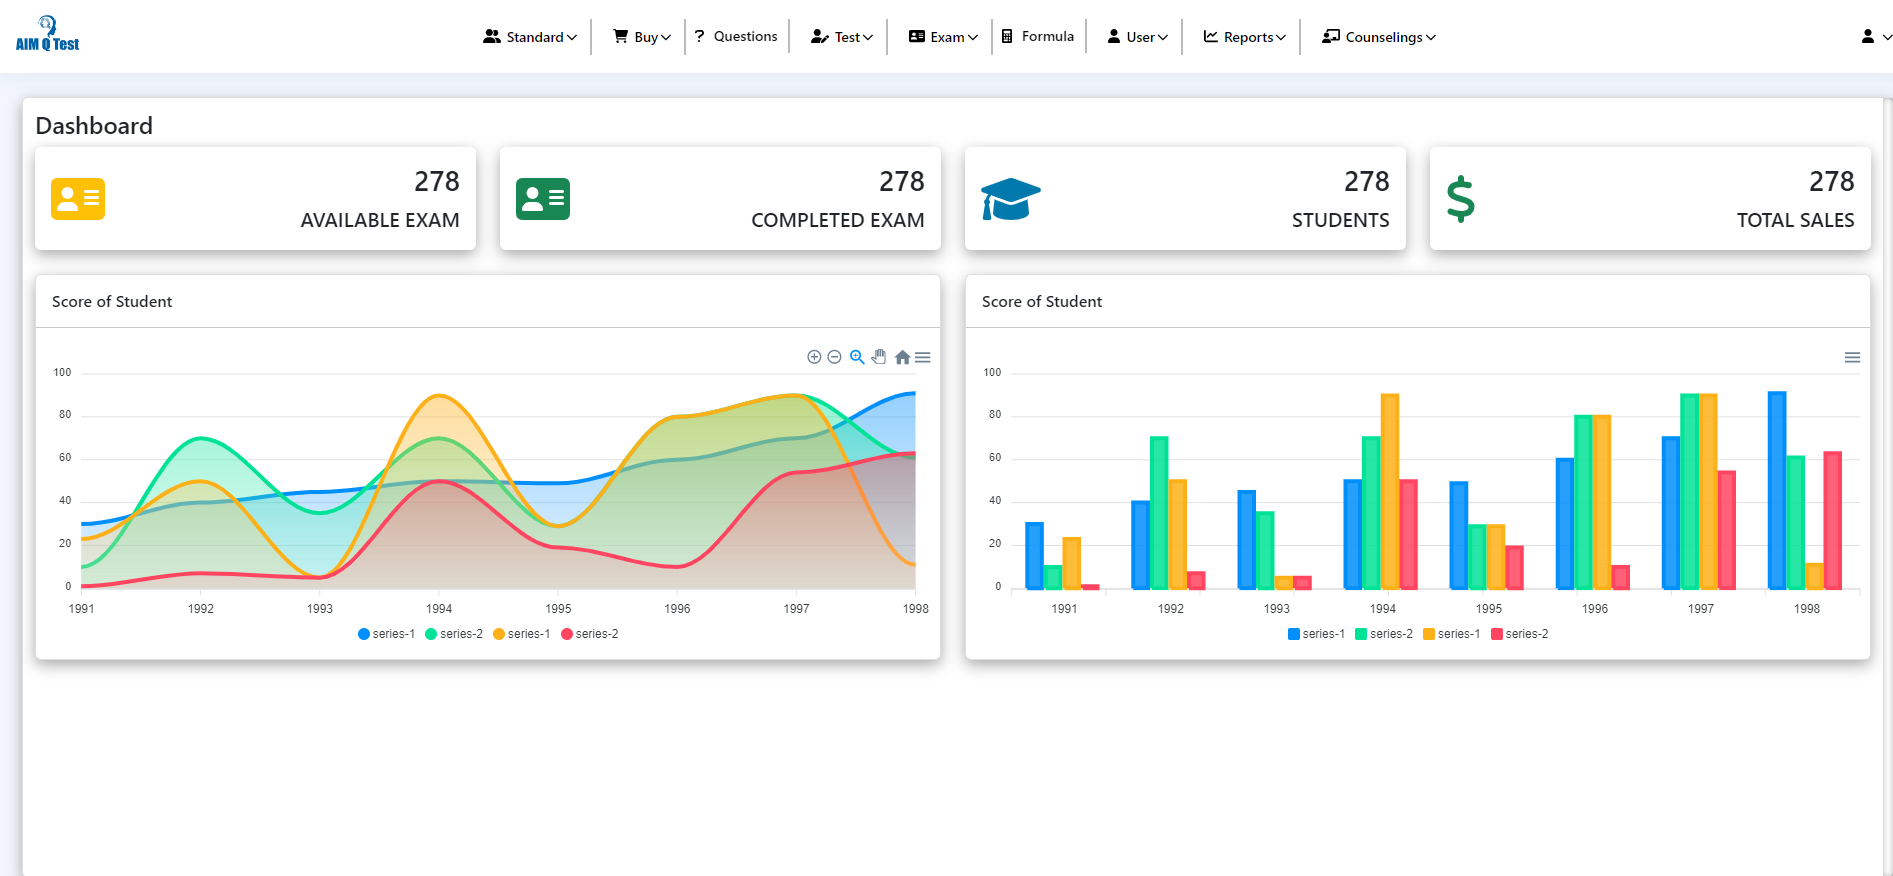 AIM Q Test
Standard
Buy
? Questions
Test
Exam
Formula
User
Reports
Counselings
Dashboard
278
AVAILABLE EXAM
278
COMPLETED EXAM
278
STUDENTS
$
278
TOTAL SALES
Score of Student
100
80
60
40
20
0
1991 1992 1993 1994 1995 1996 1997 1998
series-1 series-2 series-1 series-2
Score of Student
100
80
60
40
20
0
1991 1992 1993 1994 1995 1996 1997 1998
series-1 series-2 series-1 series-2